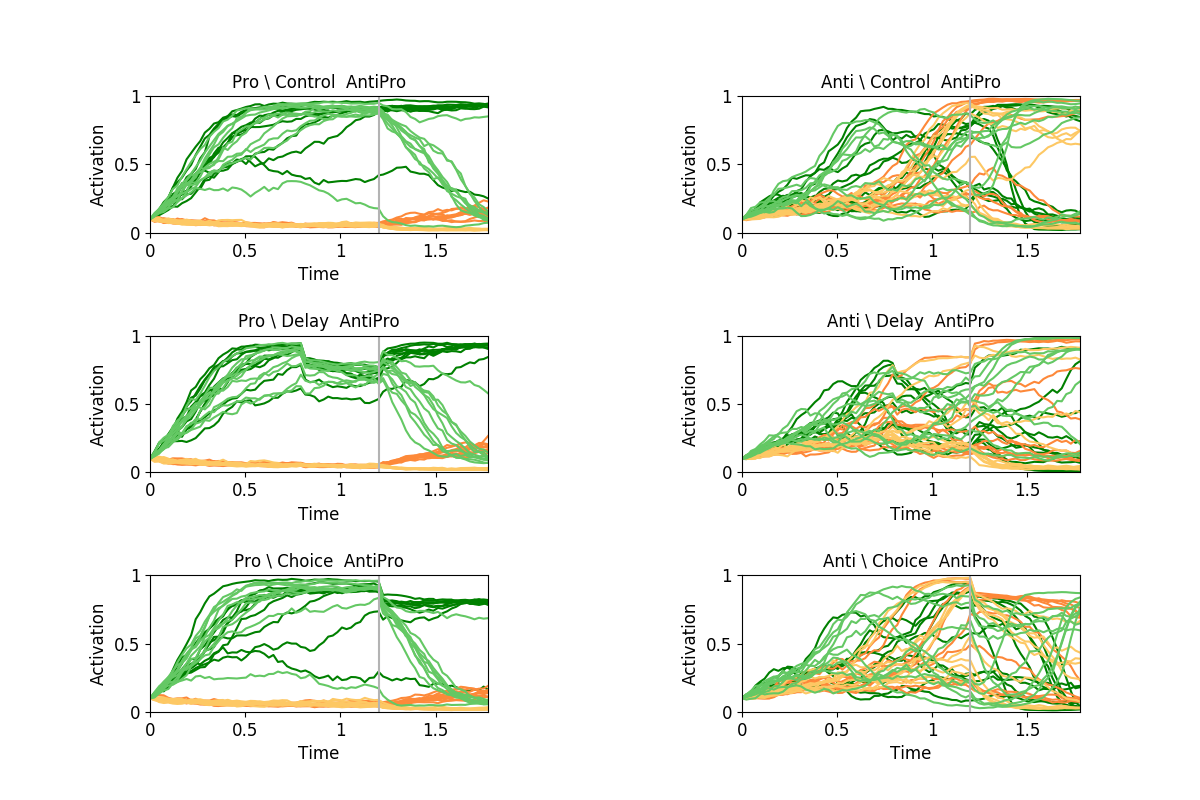 Pro \ Control  AntiPro
1
0.5
0
Activation
0 0.5 1 1.5
Time
Anti \ Control  AntiPro
1
0.5
0
Activation
0 0.5 1 1.5
Time
Pro \ Delay  AntiPro
1
0.5
0
Activation
0 0.5 1 1.5
Time
Anti \ Delay  AntiPro
1
0.5
0
Activation
0 0.5 1 1.5
Time
Pro \ Choice  AntiPro
1
0.5
0
Activation
0 0.5 1 1.5
Time
Anti \ Choice  AntiPro
1
0.5
0
Activation
0 0.5 1 1.5
Time